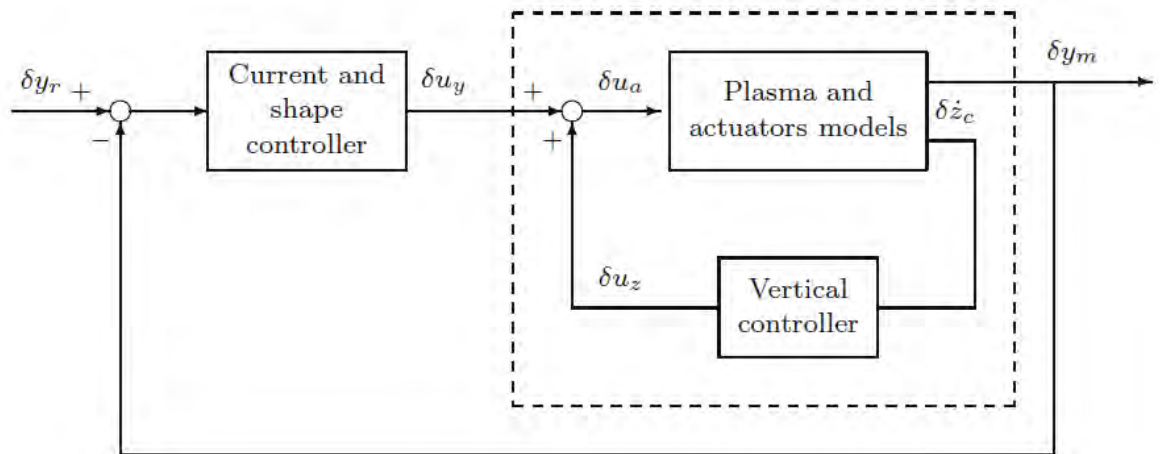 δy_r
+
−
Current and
shape
controller
δu_y
+
+
δu_a
Plasma and
actuators models
δż_c
δy_m
δu_z
Vertical
controller